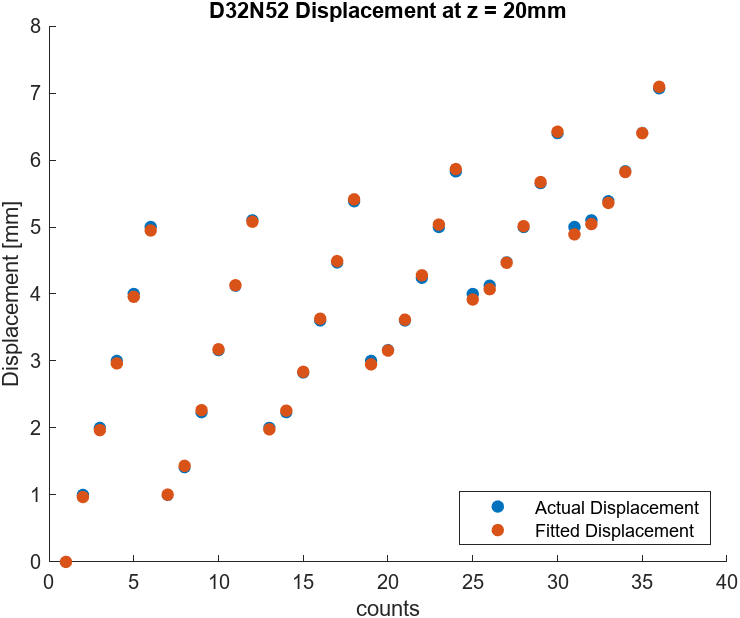 D32N52 Displacement at z = 20mm
8
7
6
5
4
3
2
1
0
Displacement [mm]
0 5 10 15 20 25 30 35 40
counts
Actual Displacement
Fitted Displacement